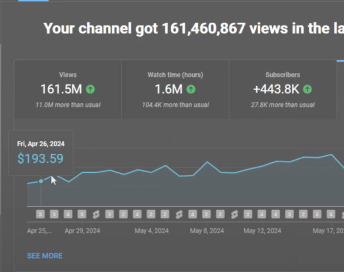 Your channel got 161,460,867 views in the la
Views
Watch time (hours)
Subscribers
161.5M
1.6M
+443.8K
11.0M more than usual
104.4K more than usual
27.8K more than usual
Fri, Apr 26, 2024
$193.59
Apr 25,...
Apr 29, 2024
May 4, 2024
May 8, 2024
May 12, 2024
May 17, 20
SEE MORE